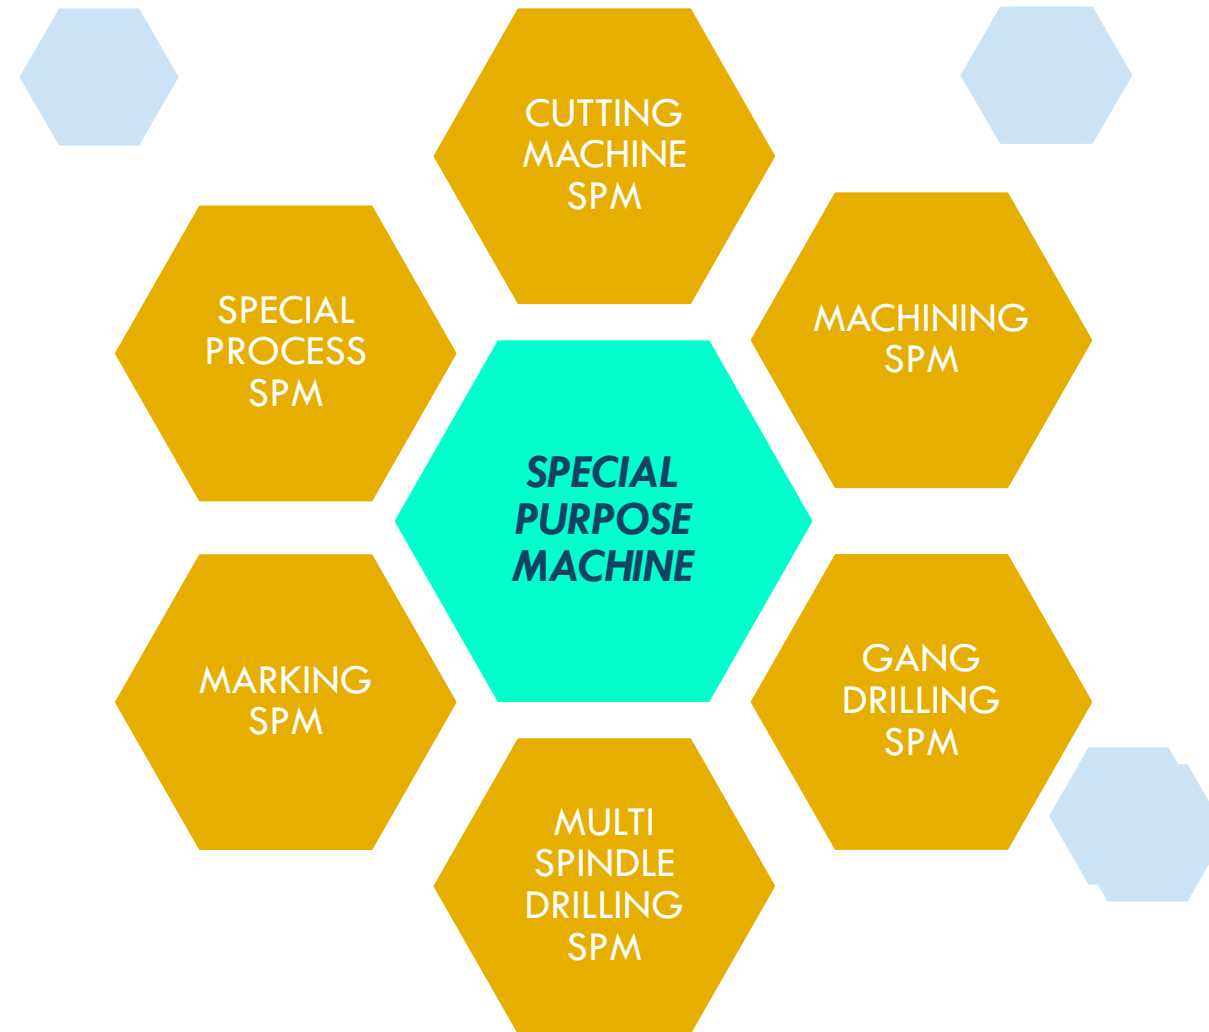 CUTTING
MACHINE
SPM
MACHINING
SPM
GANG
DRILLING
SPM
MULTI
SPINDLE
DRILLING
SPM
MARKING
SPM
SPECIAL
PROCESS
SPM
SPECIAL
PURPOSE
MACHINE